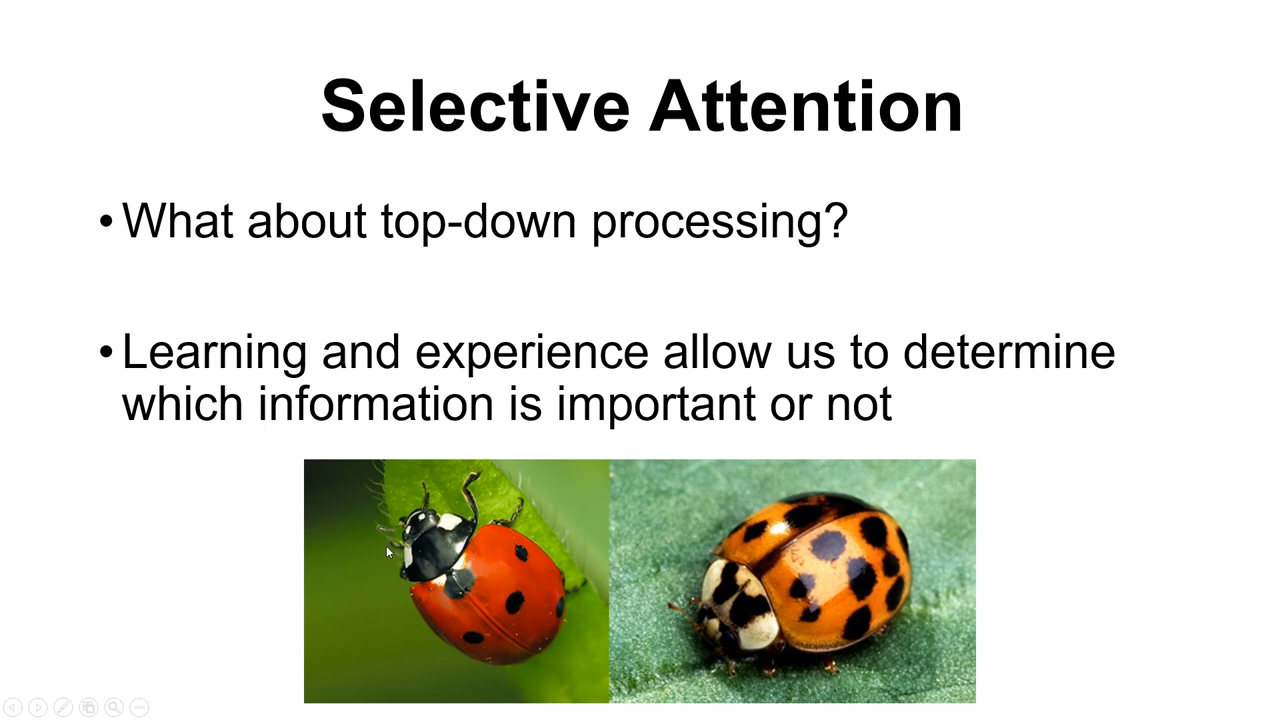 Selective Attention
•What about top-down processing?
•Learning and experience allow us to determine
which information is important or not